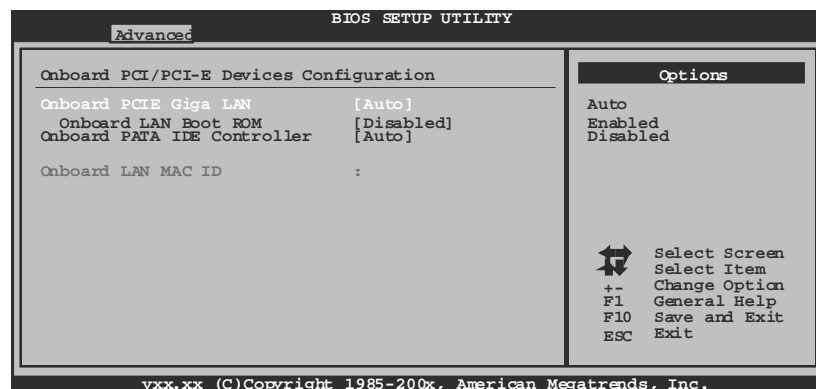 BIOS SETUP UTILITY
Advanced
Onboard PCI/PCI-E Devices Configuration
Onboard PCIE Giga LAN [Auto]
Onboard LAN Boot ROM [Disabled]
Onboard PATA IDE Controller [Auto]
Onboard LAN MAC ID :
Options
Auto
Enabled
Disabled
Select Screen
Select Item
+- Change Option
F1 General Help
F10 Save and Exit
ESC Exit
vxx.xx (C)Copyright 1985-200x, American Megatrends, Inc.